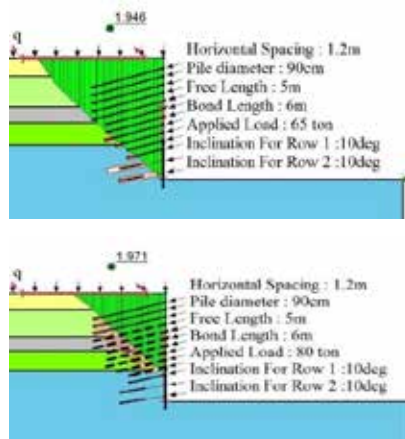 1.946
q
Horizontal Spacing : 1.2m
Pile diameter : 90cm
Free Length : 5m
Bond Length : 6m
Applied Load : 65 ton
Inclination For Row 1 :10deg
Inclination For Row 2 :10deg
1.971
q
Horizontal Spacing : 1.2m
Pile diameter : 90cm
Free Length : 5m
Bond Length : 6m
Applied Load : 80 ton
Inclination For Row 1 :10deg
Inclination For Row 2 :10deg